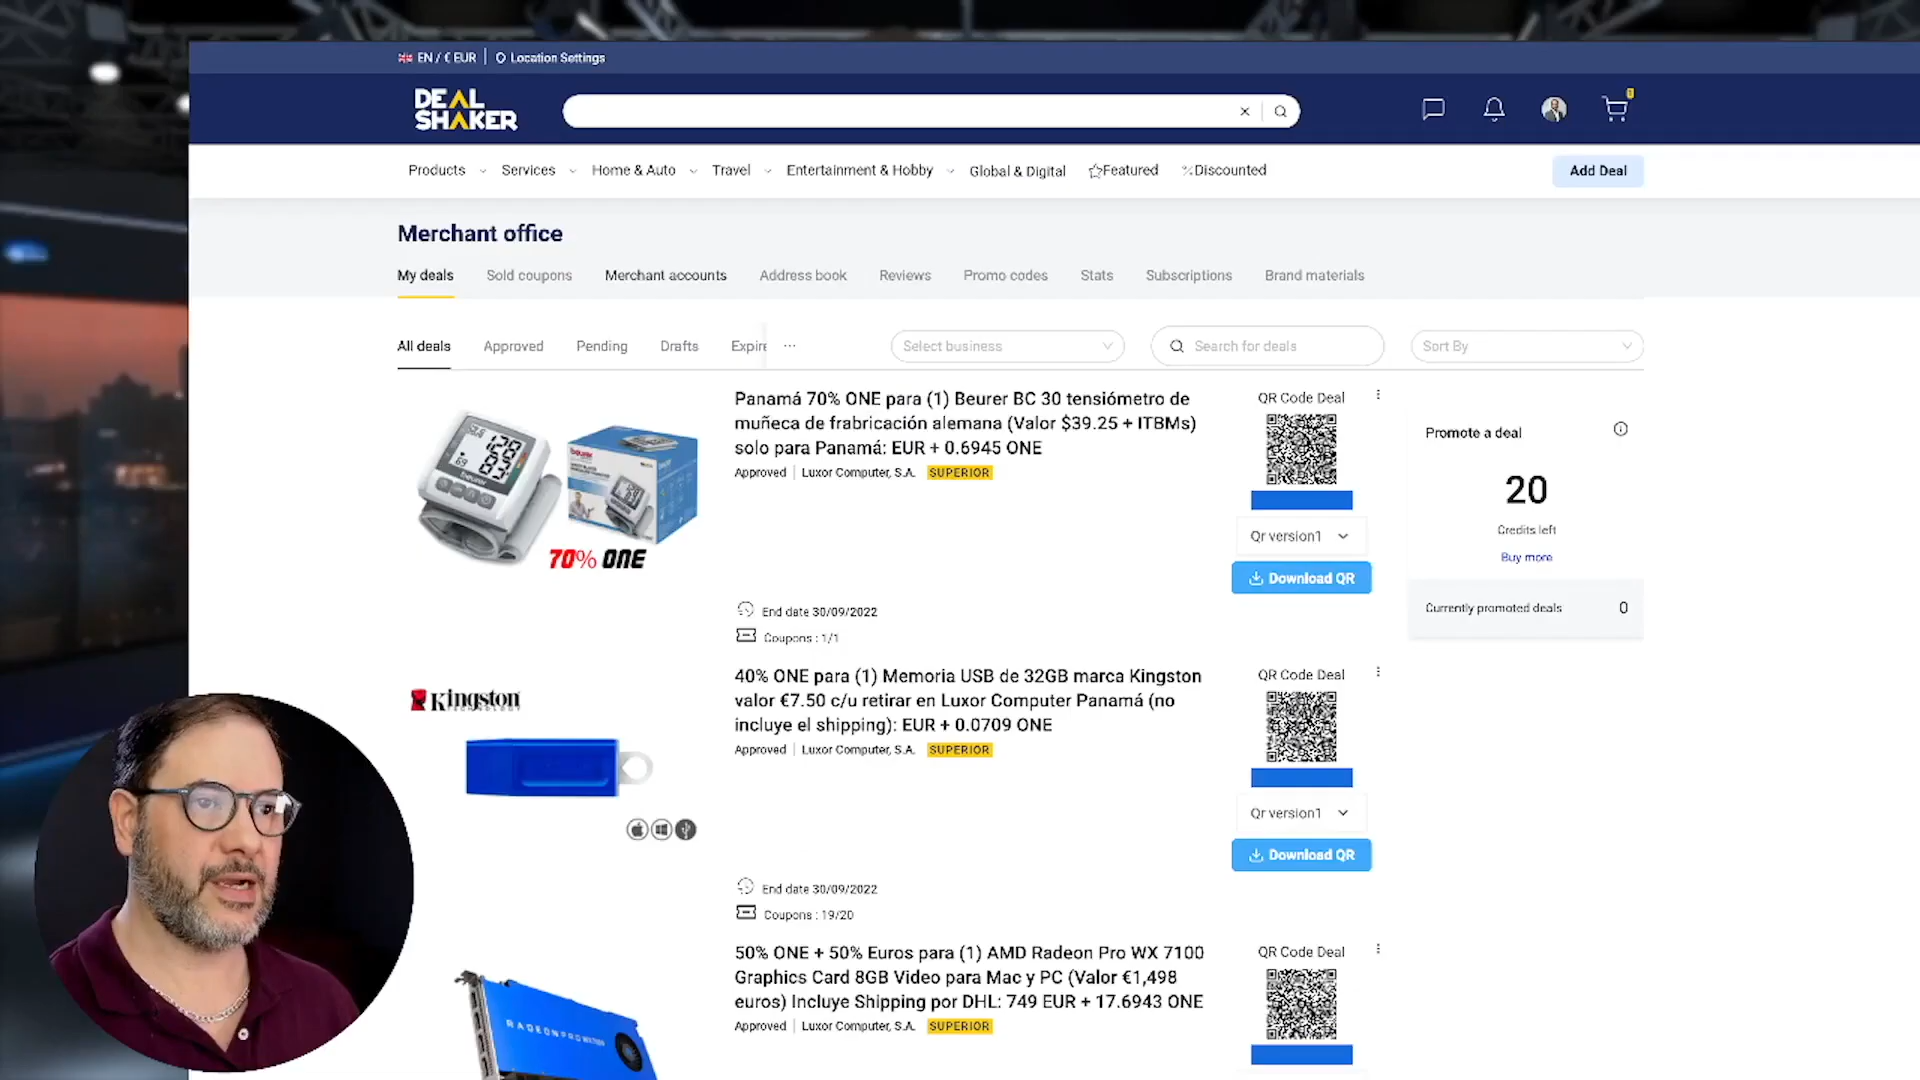 EN / € EUR
Location Settings
DEAL
SHAKER
1
Products
Services
Home & Auto
Travel
Entertainment & Hobby
Global & Digital
Featured
Discounted
Add Deal
Merchant office
My deals
Sold coupons
Merchant accounts
Address book
Reviews
Promo codes
Stats
Subscriptions
Brand materials
All deals
Approved
Pending
Drafts
Expire
...
Select business
Search for deals
Sort By
Panamá 70% ONE para (1) Beurer BC 30 tensiómetro de
muñeca de frabricación alemana (Valor $39.25 + ITBMs)
solo para Panamá: EUR + 0.6945 ONE
Approved
Luxor Computer, S.A.
SUPERIOR
70% ONE
End date 30/09/2022
Coupons : 1/1
QR Code Deal
Qr version1
Download QR
Promote a deal
20
Credits left
Buy more
Currently promoted deals
0
Kingston
TECHNOLOGY
40% ONE para (1) Memoria USB de 32GB marca Kingston
valor €7.50 c/u retirar en Luxor Computer Panamá (no
incluye el shipping): EUR + 0.0709 ONE
Approved
Luxor Computer, S.A.
SUPERIOR
End date 30/09/2022
Coupons : 19/20
QR Code Deal
Qr version1
Download QR
50% ONE + 50% Euros para (1) AMD Radeon Pro WX 7100
Graphics Card 8GB Video para Mac y PC (Valor €1,498
euros) Incluye Shipping por DHL: 749 EUR + 17.6943 ONE
Approved
Luxor Computer, S.A.
SUPERIOR
RADEON PRO WX7100
QR Code Deal